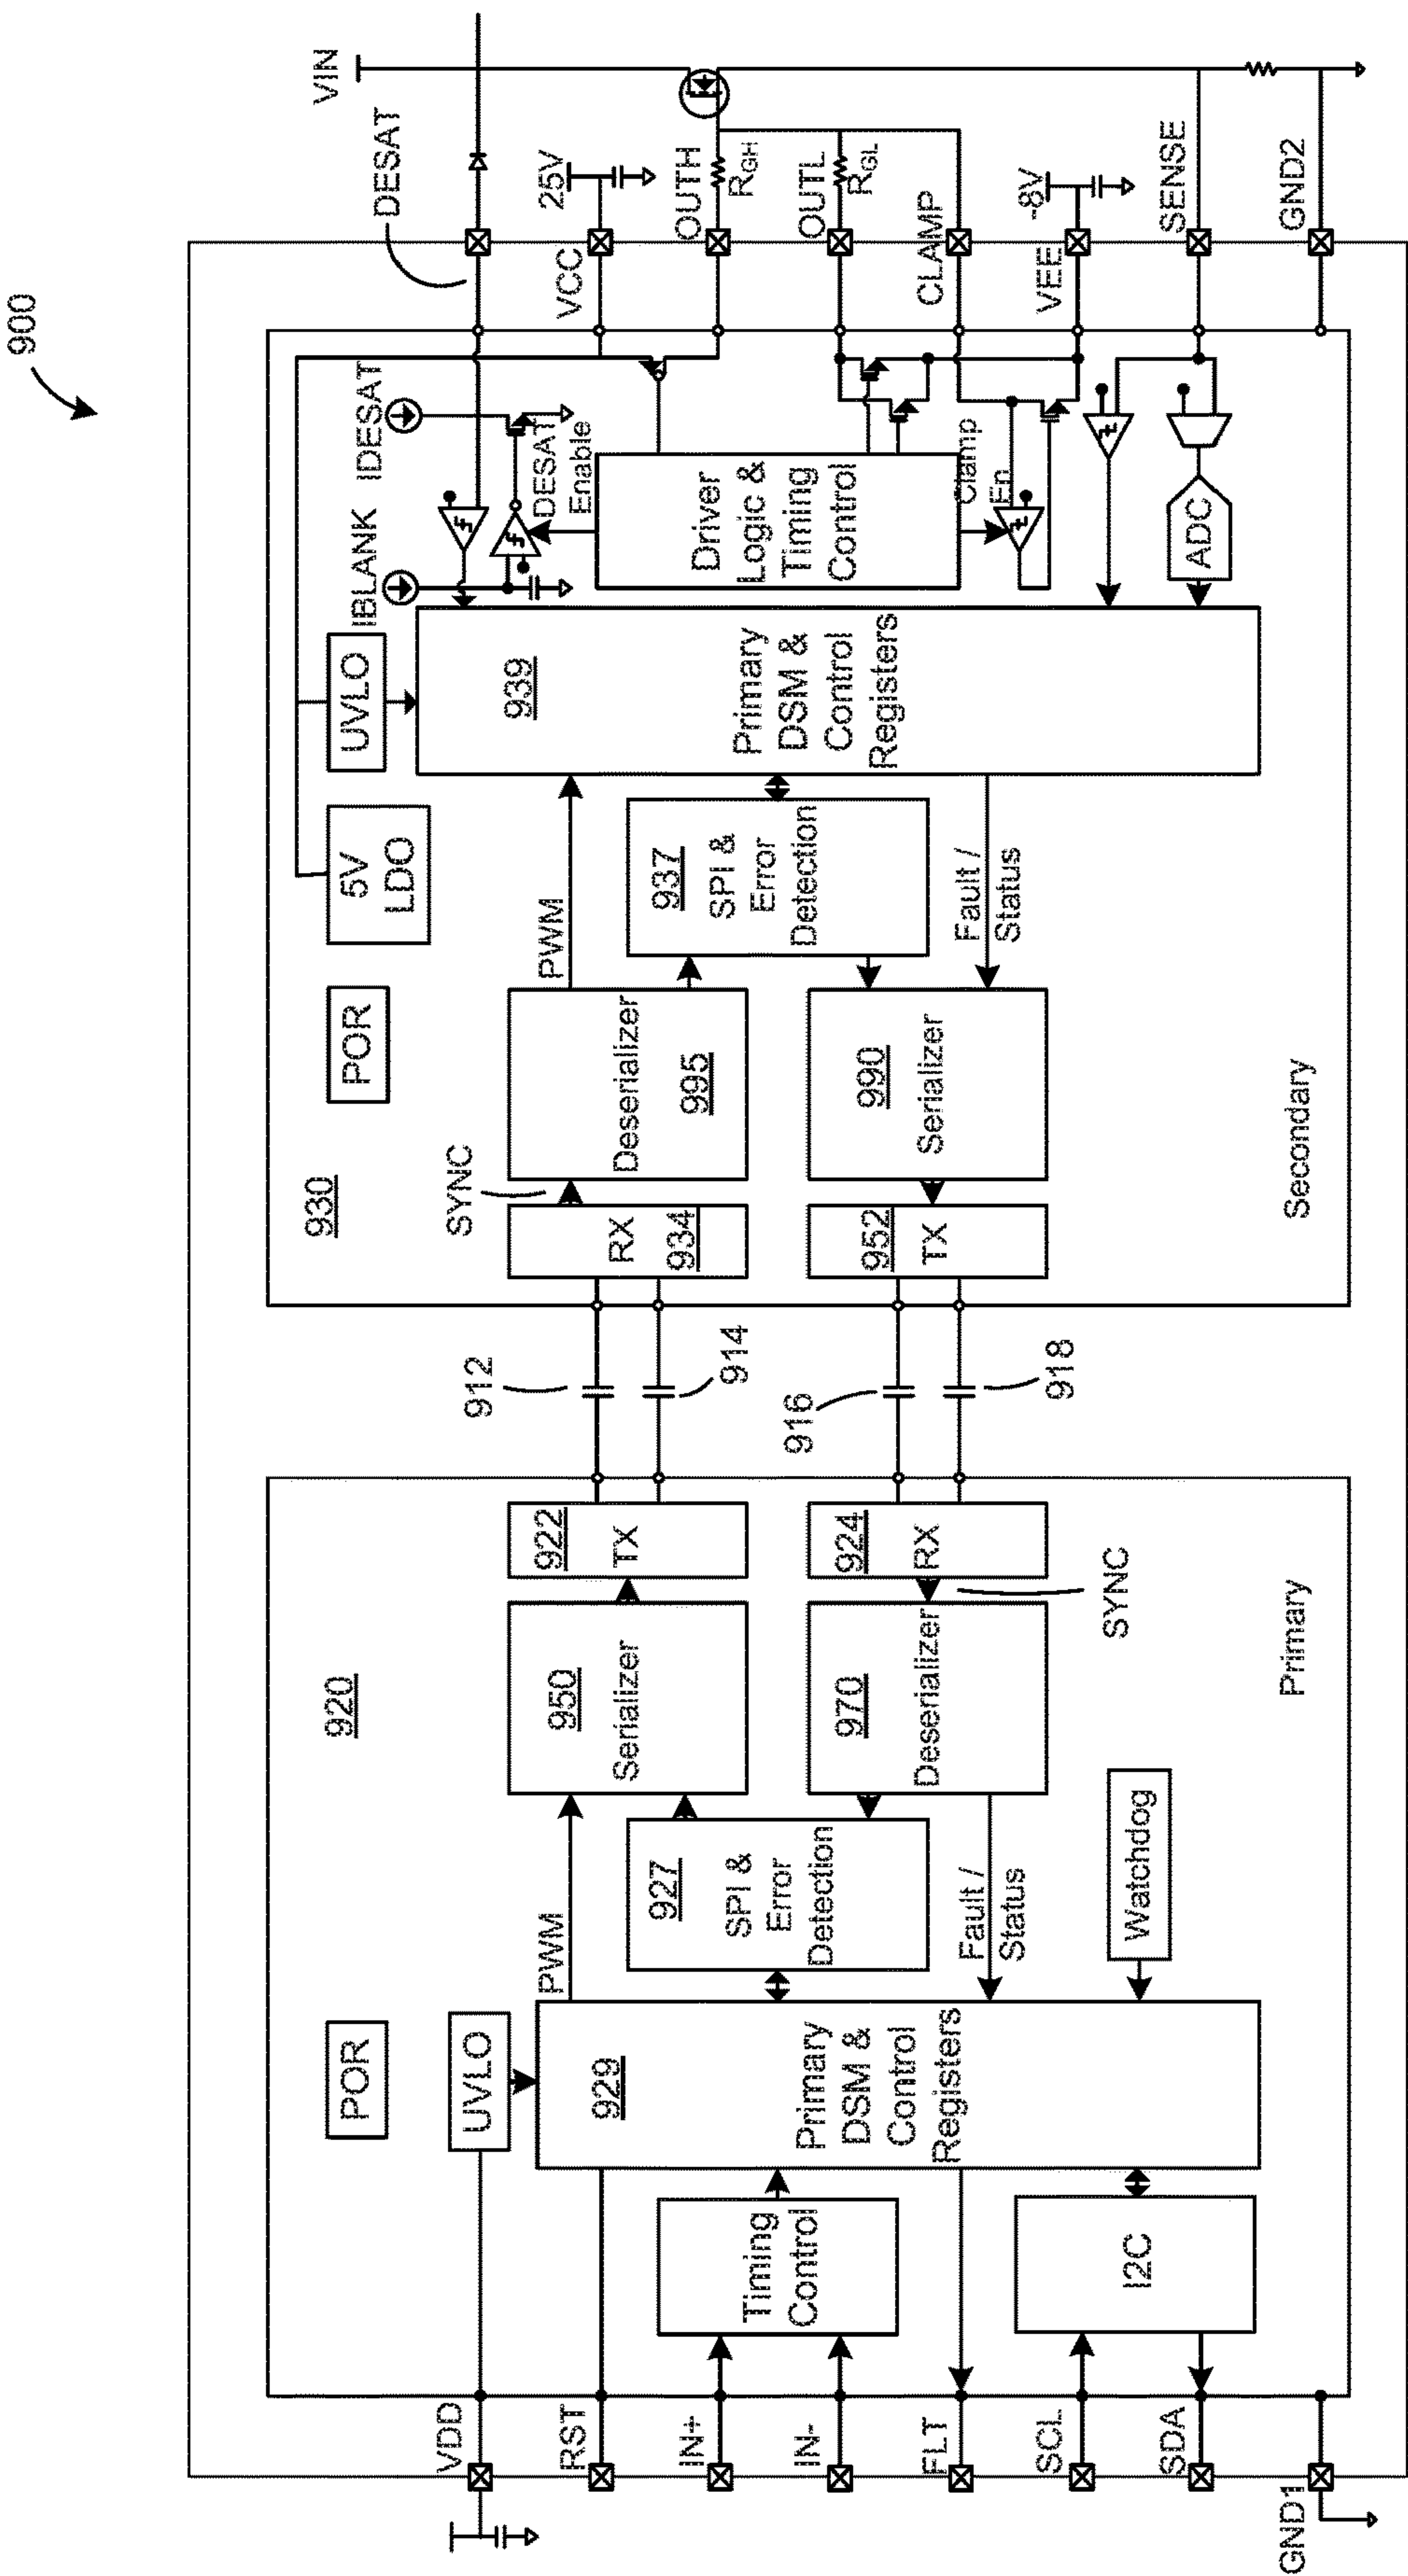 900
VDD
RST
IN+
IN-
FLT
SCL
SDA
GND1
920
POR
UVLO
Timing
Control
I2C
929
Primary
DSM &
Control
Registers
PWM
927
SPI &
Error
Detection
Fault /
Status
Watchdog
950
Serializer
970
Deserializer
922
TX
924
RX
SYNC
Primary
912
914
916
918
930
SYNC
RX
934
952
TX
Deserializer
995
990
Serializer
POR
PWM
937
SPI &
Error
Detection
Fault /
Status
Secondary
5V
LDO
UVLO
939
Primary
DSM &
Control
Registers
IBLANK
IDESAT
DESAT
Enable
Driver
Logic &
Timing
Control
Clamp
En
ADC
DESAT
VCC
25V
OUTH
RGH
OUTL
RGL
CLAMP
VEE
-8V
SENSE
GND2
VIN